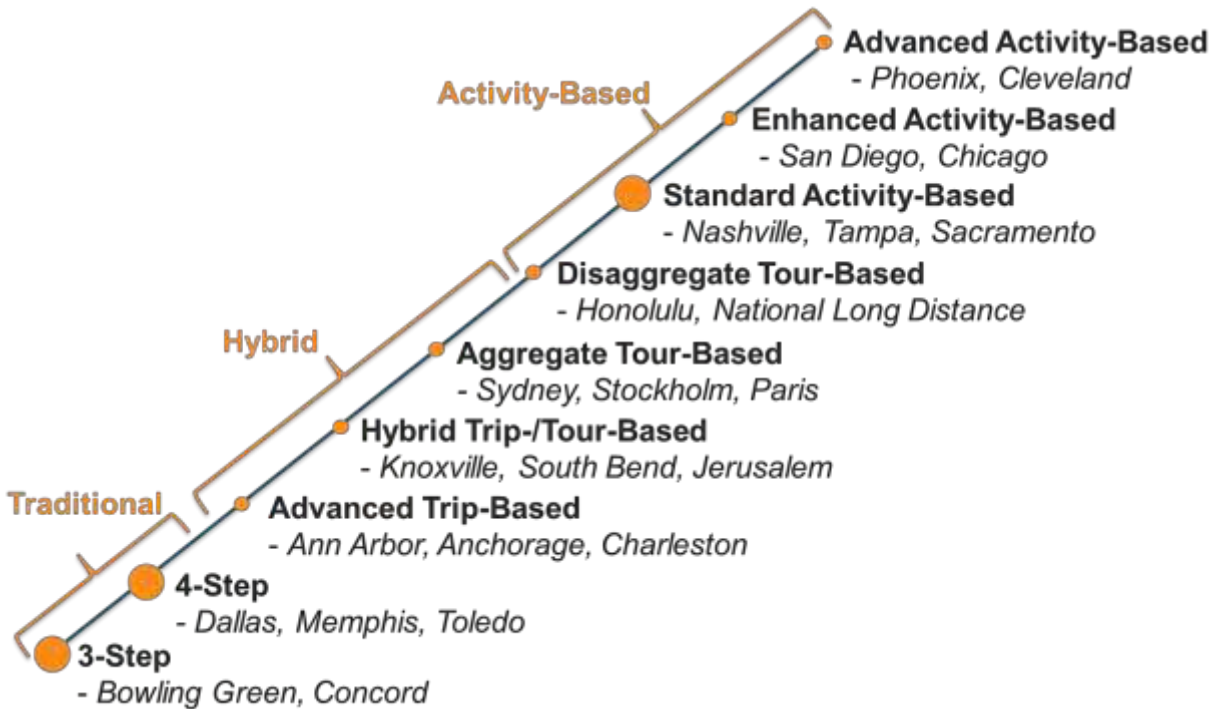 Advanced Activity-Based
- Phoenix, Cleveland
Activity-Based
Enhanced Activity-Based
- San Diego, Chicago
Standard Activity-Based
- Nashville, Tampa, Sacramento
Disaggregate Tour-Based
- Honolulu, National Long Distance
Hybrid
Aggregate Tour-Based
- Sydney, Stockholm, Paris
Hybrid Trip-/Tour-Based
- Knoxville, South Bend, Jerusalem
Traditional
Advanced Trip-Based
- Ann Arbor, Anchorage, Charleston
4-Step
- Dallas, Memphis, Toledo
3-Step
- Bowling Green, Concord